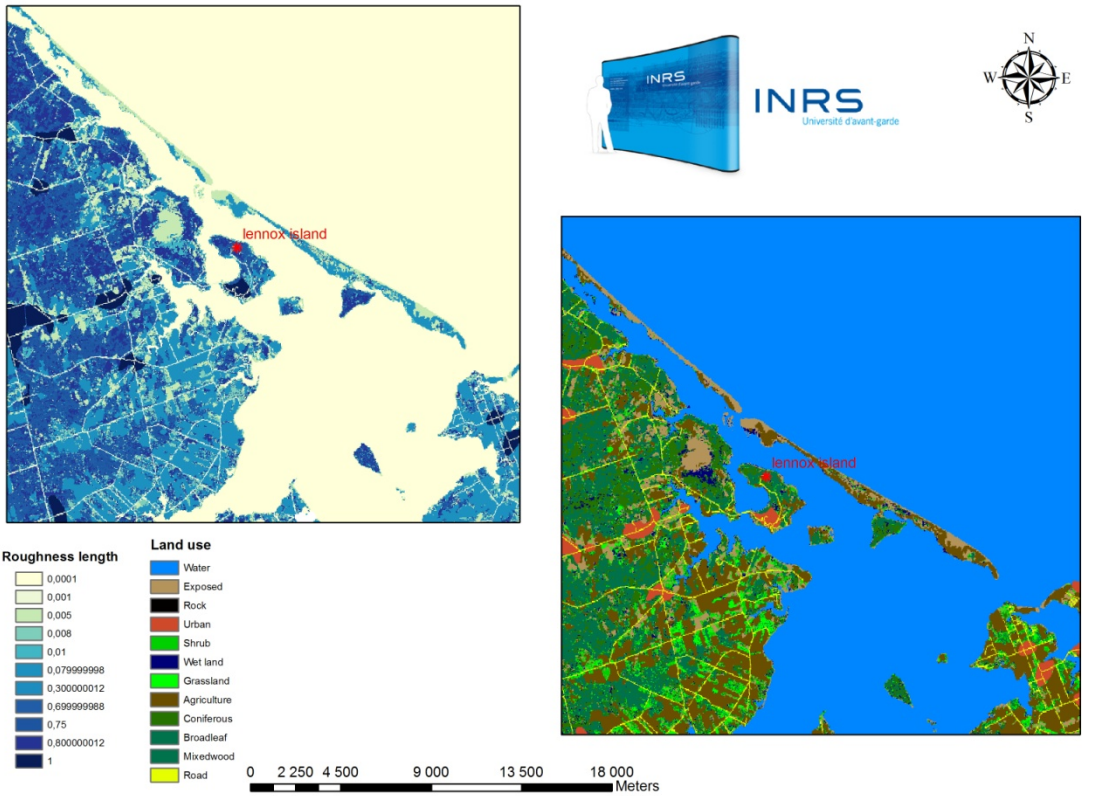 lennox island
INRS
INRS
Université d'avant-garde
N
W
E
S
lennox island
Roughness length
0,0001
0,001
0,005
0,008
0,01
0,079999998
0,300000012
0,699999988
0,75
0,800000012
1
Land use
Water
Exposed
Rock
Urban
Shrub
Wet land
Grassland
Agriculture
Coniferous
Broadleaf
Mixedwood
Road
0 2 250 4 500 9 000 13 500 18 000
Meters